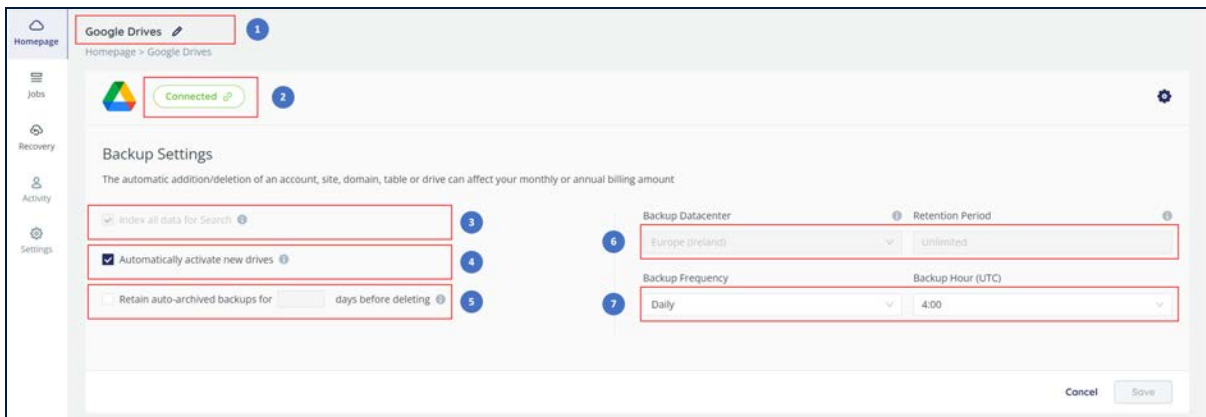 Homepage
Jobs
Recovery
Activity
Settings
Google Drives
1
Homepage > Google Drives
Connected
2
Backup Settings
The automatic addition/deletion of an account, site, domain, table or drive can affect your monthly or annual billing amount
Index all data for Search
3
Automatically activate new drives
4
Retain auto-archived backups for days before deleting
5
Backup Datacenter
Retention Period
6
Europe (Ireland)
Unlimited
Backup Frequency
Backup Hour (UTC)
7
Daily
4:00
Cancel
Save